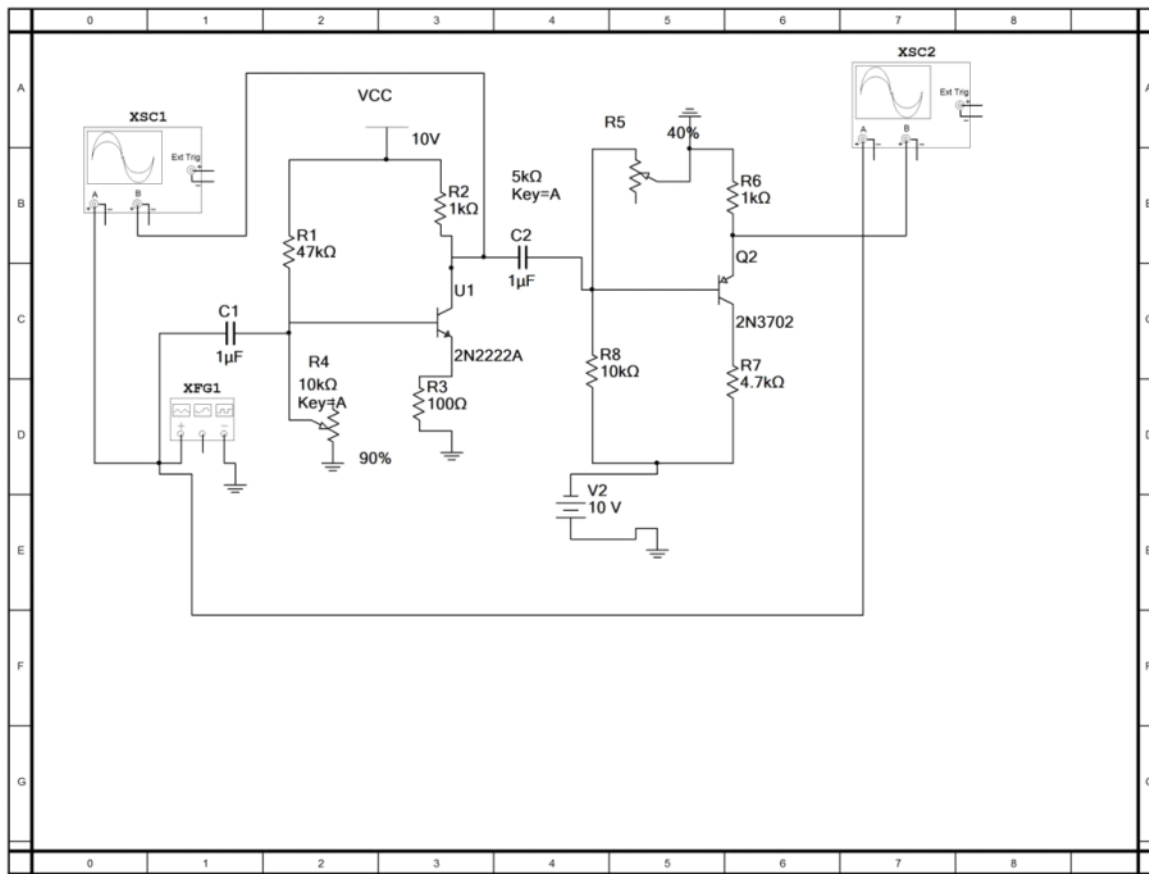 0 1 2 3 4 5 6 7 8
A
B
C
D
E
F
G
XSC1
Ext Trig
A B
VCC
10V
R2
1kΩ
R1
47kΩ
C1
1µF
U1
2N2222A
R4
10kΩ
Key=A
90%
R3
100Ω
XFG1
5kΩ
Key=A
C2
1µF
R5
40%
R6
1kΩ
Q2
2N3702
R8
10kΩ
R7
4.7kΩ
V2
10 V
XSC2
Ext Trig
A B
A
C
D
E
F
0 1 2 3 4 5 6 7 8